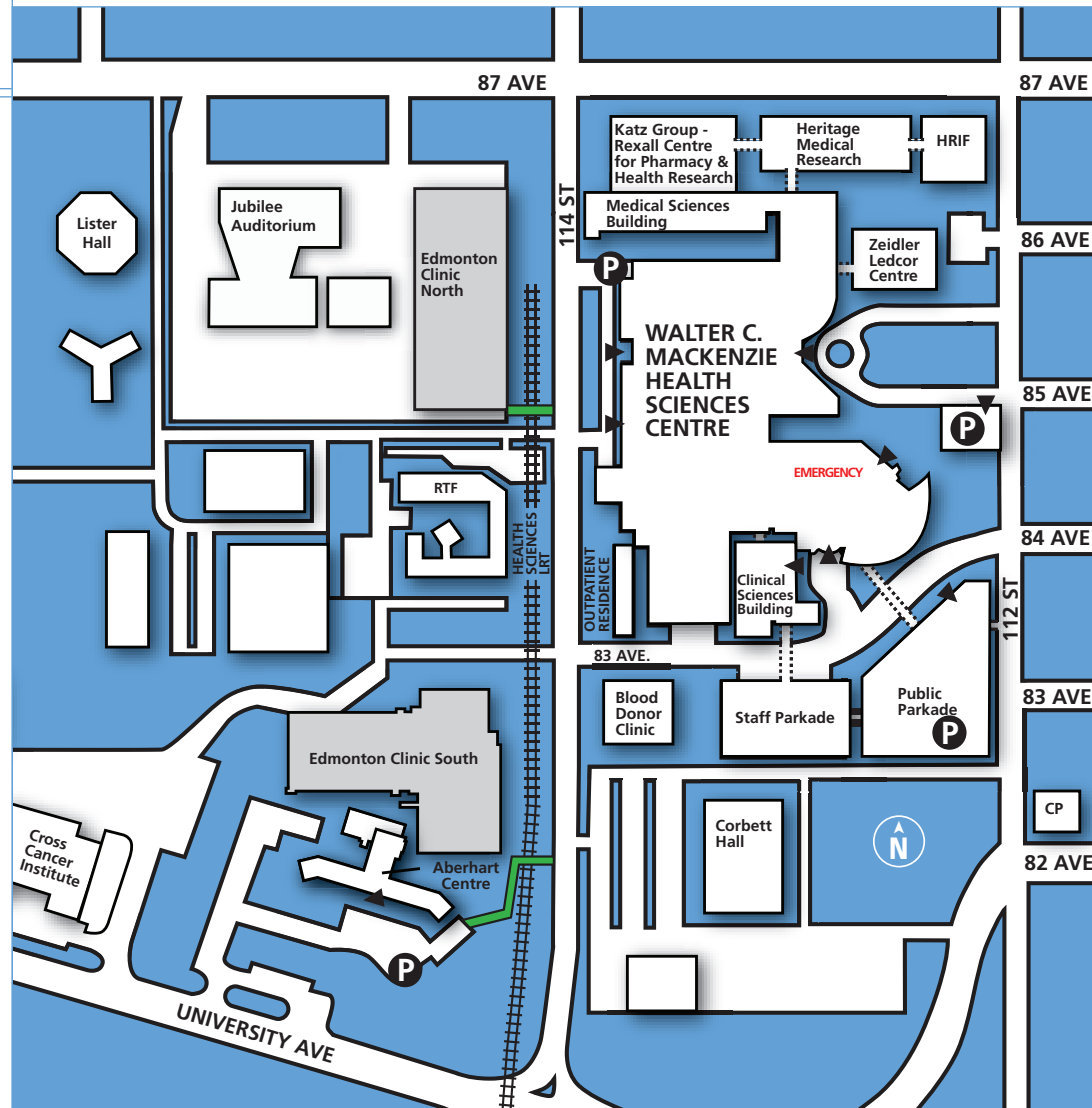 87 AVE
87 AVE
Katz Group -
Rexall Centre
for Pharmacy &
Health Research
Heritage
Medical
Research
HRIF
Medical Sciences
Building
114 ST
Lister
Hall
Jubilee
Auditorium
Edmonton
Clinic
North
Zeidler
Ledcor
Centre
86 AVE
P
WALTER C.
MACKENZIE
HEALTH
SCIENCES
CENTRE
85 AVE
P
EMERGENCY
RTF
HEALTH
SCIENCES
LRT
84 AVE
OUTPATIENT
RESIDENCE
Clinical
Sciences
Building
112 ST
83 AVE.
Blood
Donor
Clinic
Staff Parkade
Public
Parkade
P
83 AVE
Edmonton Clinic South
CP
Cross
Cancer
Institute
Aberhart
Centre
Corbett
Hall
N
82 AVE
P
UNIVERSITY AVE